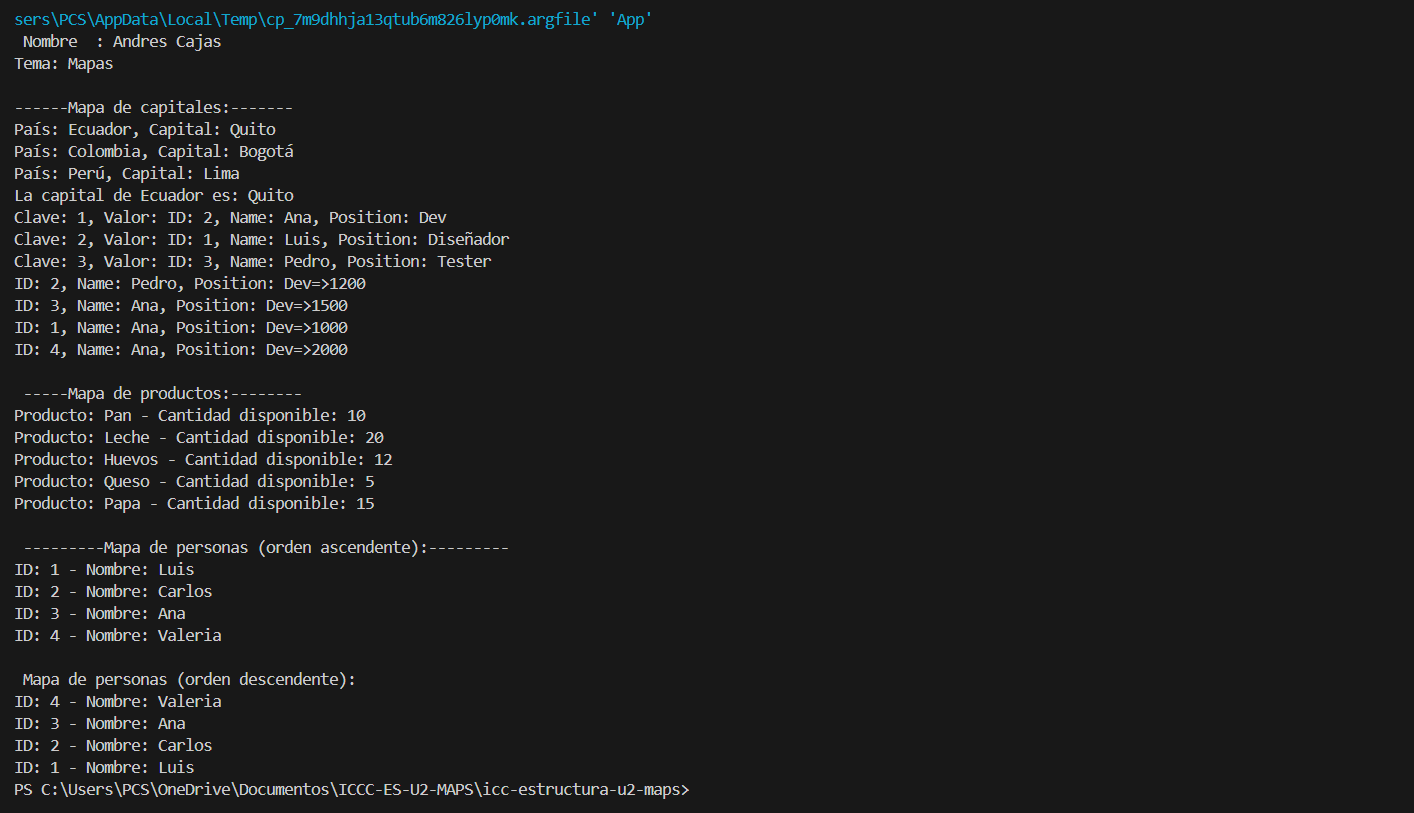 sers\PCS\AppData\Local\Temp\cp_7m9dhhja13qtub6m826lyp0mk.argfile' 'App'
 Nombre  : Andres Cajas
Tema: Mapas

------Mapa de capitales:-------
País: Ecuador, Capital: Quito
País: Colombia, Capital: Bogotá
País: Perú, Capital: Lima
La capital de Ecuador es: Quito
Clave: 1, Valor: ID: 2, Name: Ana, Position: Dev
Clave: 2, Valor: ID: 1, Name: Luis, Position: Diseñador
Clave: 3, Valor: ID: 3, Name: Pedro, Position: Tester
ID: 2, Name: Pedro, Position: Dev=>1200
ID: 3, Name: Ana, Position: Dev=>1500
ID: 1, Name: Ana, Position: Dev=>1000
ID: 4, Name: Ana, Position: Dev=>2000

 -----Mapa de productos:--------
Producto: Pan - Cantidad disponible: 10
Producto: Leche - Cantidad disponible: 20
Producto: Huevos - Cantidad disponible: 12
Producto: Queso - Cantidad disponible: 5
Producto: Papa - Cantidad disponible: 15

 ---------Mapa de personas (orden ascendente):---------
ID: 1 - Nombre: Luis
ID: 2 - Nombre: Carlos
ID: 3 - Nombre: Ana
ID: 4 - Nombre: Valeria

 Mapa de personas (orden descendente):
ID: 4 - Nombre: Valeria
ID: 3 - Nombre: Ana
ID: 2 - Nombre: Carlos
ID: 1 - Nombre: Luis
PS C:\Users\PCS\OneDrive\Documentos\ICCC-ES-U2-MAPS\icc-estructura-u2-maps>